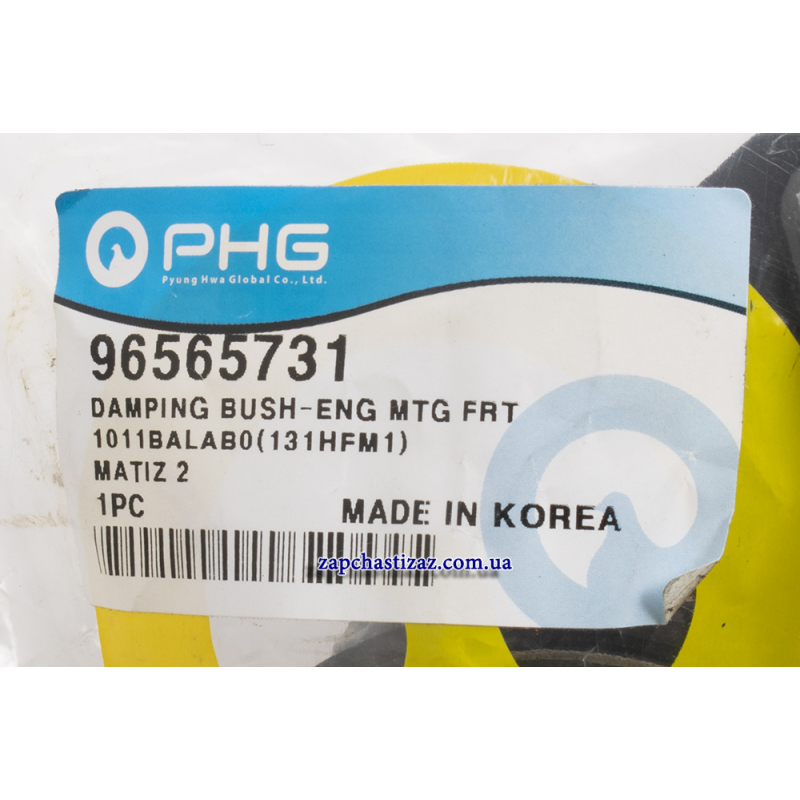 PHG
Pyung Hwa Global Co., Ltd.
96565731
DAMPING BUSH-ENG MTG FRT
1011BALAB0(131HFM1)
MATIZ 2
1PC
MADE IN KOREA
zapchastizaz.com.ua